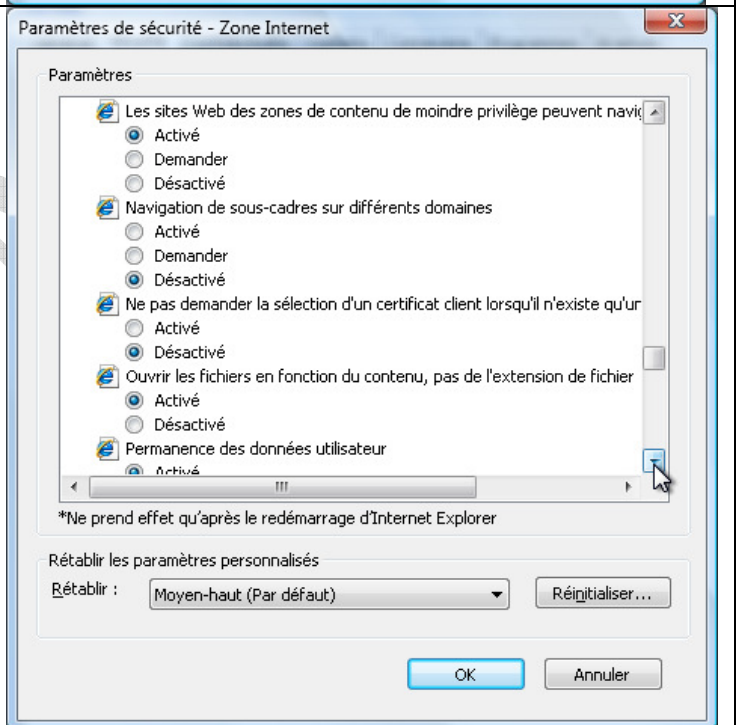 Paramètres de sécurité - Zone Internet
Paramètres
Les sites Web des zones de contenu de moindre privilège peuvent navig
Activé
Demander
Désactivé
Navigation de sous-cadres sur différents domaines
Activé
Demander
Désactivé
Ne pas demander la sélection d'un certificat client lorsqu'il n'existe qu'un
Activé
Désactivé
Ouvrir les fichiers en fonction du contenu, pas de l'extension de fichier
Activé
Désactivé
Permanence des données utilisateur
Activé
*Ne prend effet qu'après le redémarrage d'Internet Explorer
Rétablir les paramètres personnalisés
Rétablir : Moyen-haut (Par défaut) Réinitialiser...
OK Annuler